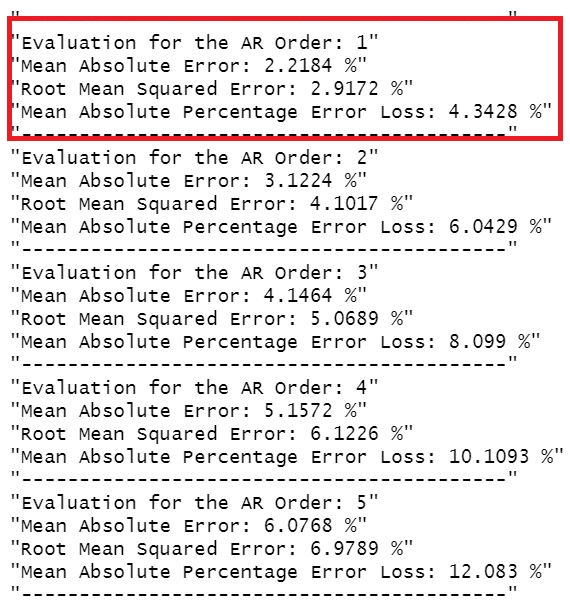 "-------------------------------------------"
"Evaluation for the AR Order: 1"
"Mean Absolute Error: 2.2184 %"
"Root Mean Squared Error: 2.9172 %"
"Mean Absolute Percentage Error Loss: 4.3428 %"
"-------------------------------------------"
"Evaluation for the AR Order: 2"
"Mean Absolute Error: 3.1224 %"
"Root Mean Squared Error: 4.1017 %"
"Mean Absolute Percentage Error Loss: 6.0429 %"
"-------------------------------------------"
"Evaluation for the AR Order: 3"
"Mean Absolute Error: 4.1464 %"
"Root Mean Squared Error: 5.0689 %"
"Mean Absolute Percentage Error Loss: 8.099 %"
"-------------------------------------------"
"Evaluation for the AR Order: 4"
"Mean Absolute Error: 5.1572 %"
"Root Mean Squared Error: 6.1226 %"
"Mean Absolute Percentage Error Loss: 10.1093 %"
"-------------------------------------------"
"Evaluation for the AR Order: 5"
"Mean Absolute Error: 6.0768 %"
"Root Mean Squared Error: 6.9789 %"
"Mean Absolute Percentage Error Loss: 12.083 %"
"-------------------------------------------"